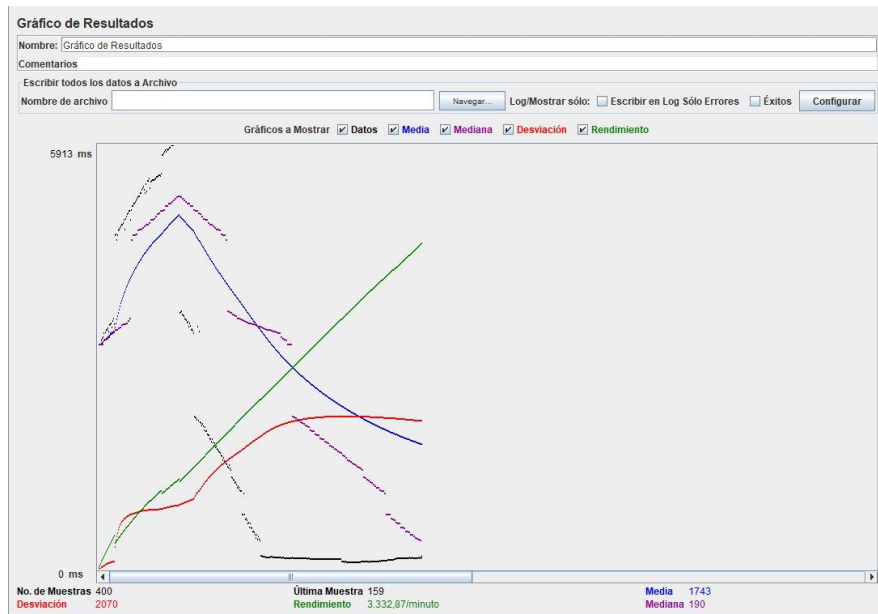 Gráfico de Resultados
Nombre: Gráfico de Resultados
Comentarios
Escribir todos los datos a Archivo
Nombre de archivo Navegar... Log/Mostrar sólo: Escribir en Log Sólo Errores Éxitos Configurar
Gráficos a Mostrar Datos Media Mediana Desviación Rendimiento
5913 ms
0 ms
No. de Muestras 400 Última Muestra 159 Media 1743
Desviación 2070 Rendimiento 3.332,87/minuto Mediana 190